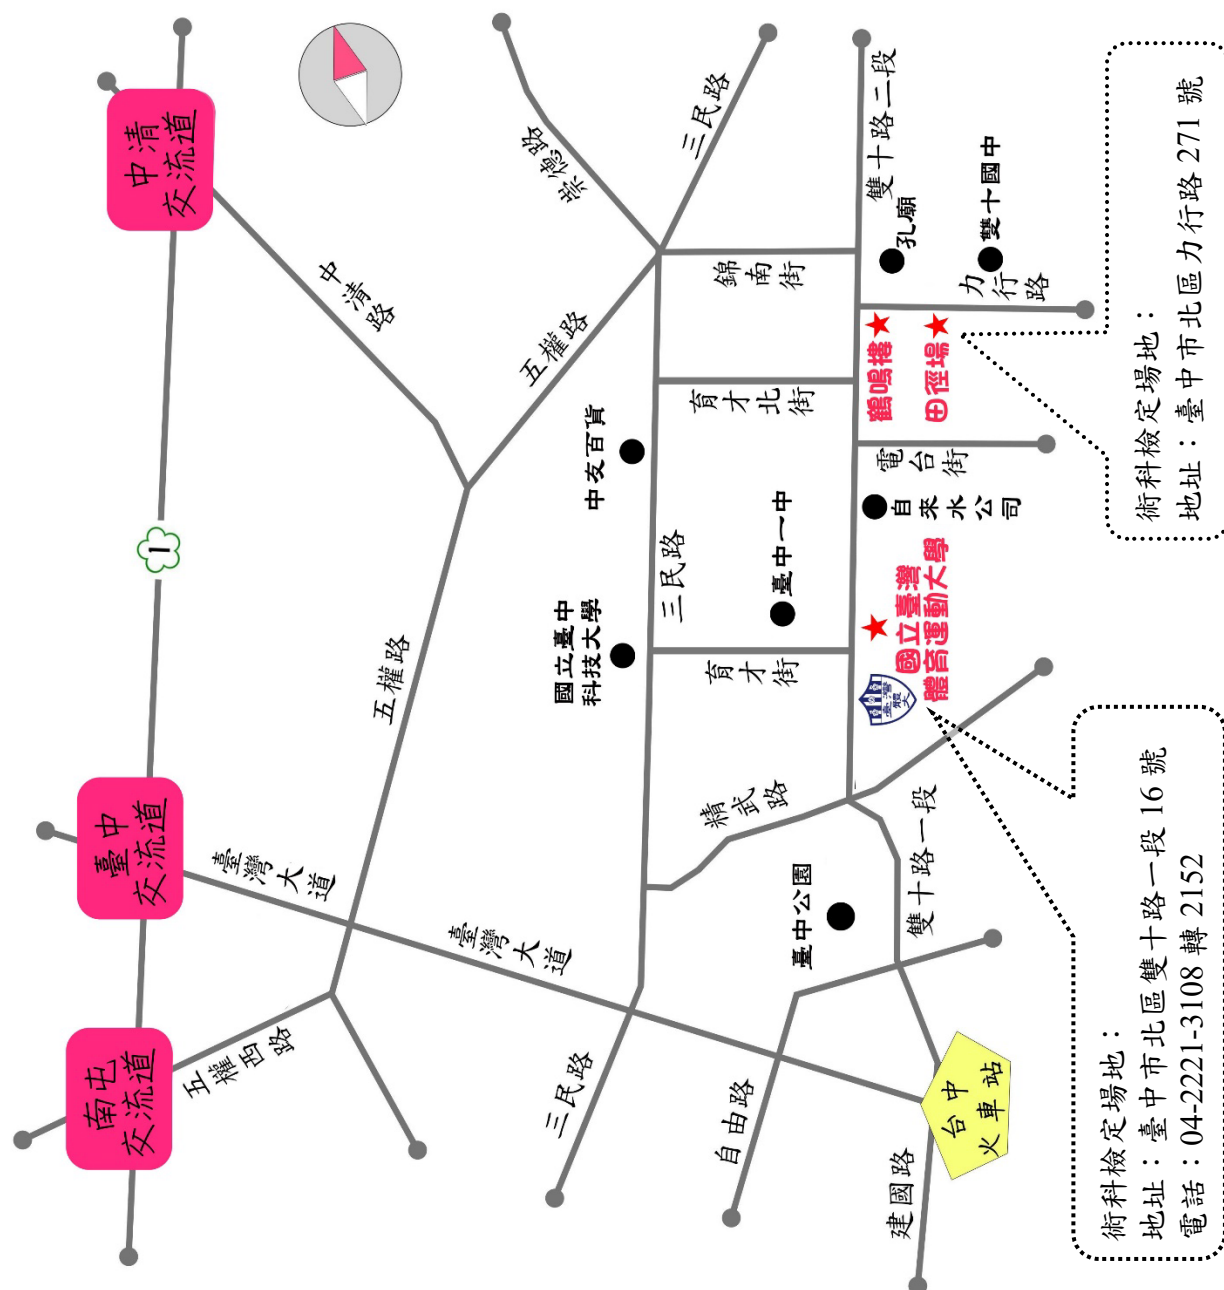 中清
交流道
臺中
交流道
南屯
交流道
1
中清路
五權路
五權路
五權西路
臺灣大道
臺灣大道
崇德路
三民路
三民路
三民路
錦南街
育才北街
育才街
精武路
雙十路二段
雙十路一段
自由路
建國路
力行路
電台街
孔廟
雙十國中
鶴鳴樓
田徑場
中友百貨
國立臺中
科技大學
臺中一中
自來水公司
國立臺灣
體育運動大學
臺灣
體大
臺中公園
台中
火車站
術科檢定場地：
地址：臺中市北區力行路 271 號
術科檢定場地：
地址：臺中市北區雙十路一段 16 號
電話：04-2221-3108 轉 2152